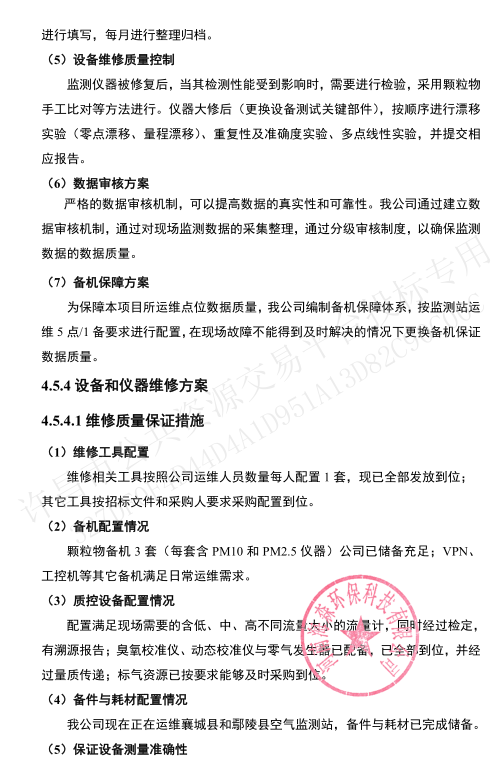 进行填写，每月进行整理归档。
（5）设备维修质量控制
监测仪器被修复后，当其检测性能受到影响时，需要进行检验，采用颗粒物
手工比对等方法进行。仪器大修后（更换设备测试关键部件），按顺序进行漂移
实验（零点漂移、量程漂移）、重复性及准确度实验、多点线性实验，并提交相
应报告。
（6）数据审核方案
严格的数据审核机制，可以提高数据的真实性和可靠性。我公司通过建立数
据审核机制，通过对现场监测数据的采集整理，通过分级审核制度，以确保监测
数据的数据质量。
（7）备机保障方案
为保障本项目所运维点位数据质量，我公司编制备机保障体系，按监测站运
维 5 点/1 备要求进行配置，在现场故障不能得到及时解决的情况下更换备机保证
数据质量。
4.5.4 设备和仪器维修方案
4.5.4.1 维修质量保证措施
（1）维修工具配置
维修相关工具按照公司运维人员数量每人配置 1 套，现已全部发放到位；
其它工具按招标文件和采购人要求采购配置到位。
（2）备机配置情况
颗粒物备机 3 套（每套含 PM10 和 PM2.5 仪器）公司已储备充足；VPN、
工控机等其它备机满足日常运维需求。
（3）质控设备配置情况
配置满足现场需要的含低、中、高不同流量大小的流量计，同时经过检定，
有溯源报告；臭氧校准仪、动态校准仪与零气发生器已配备，已全部到位，并经
过量质传递；标气资源已按要求能够及时采购到位。
（4）备件与耗材配置情况
我公司现在正在运维襄城县和鄢陵县空气监测站，备件与耗材已完成储备。
（5）保证设备测量准确性